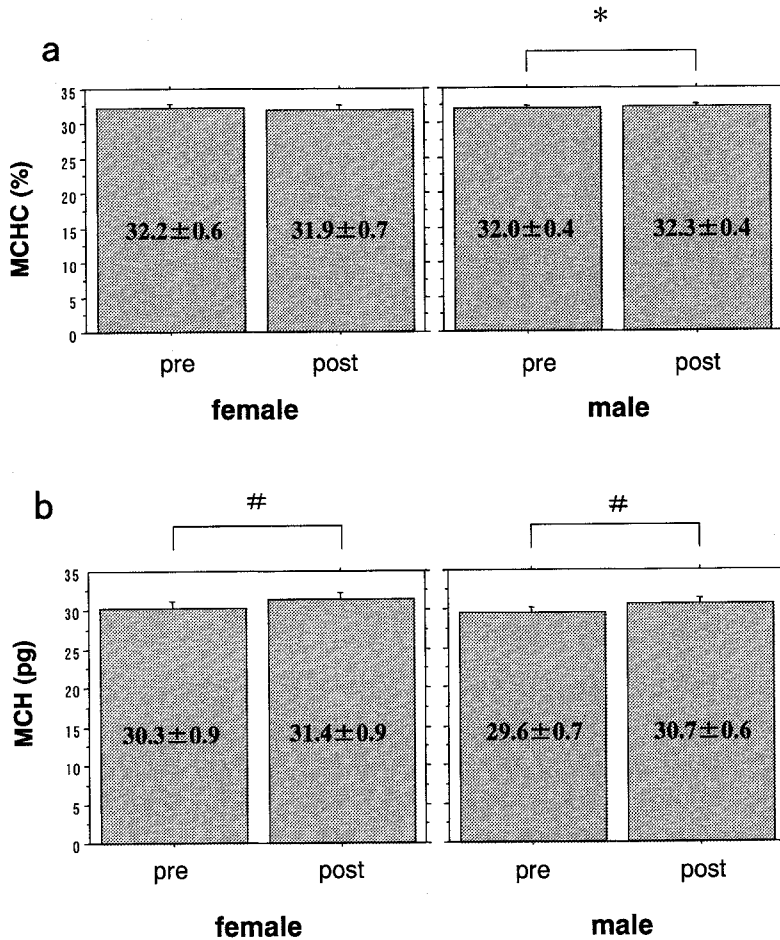 a
*
35
30
25
20
15
10
5
0
MCHC (%)
32.2±0.6 31.9±0.7 32.0±0.4 32.3±0.4
pre post pre post
female male
b
# #
35
30
25
20
15
10
5
0
MCH (pg)
30.3±0.9 31.4±0.9 29.6±0.7 30.7±0.6
pre post pre post
female male